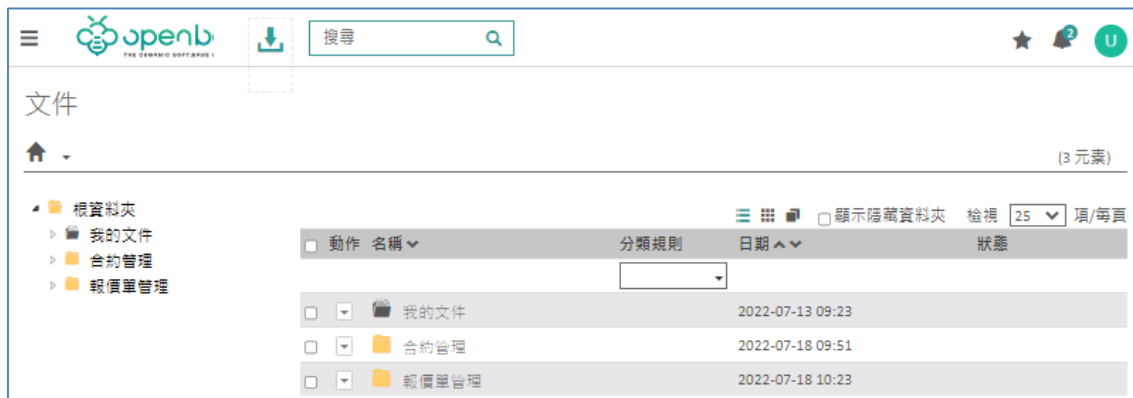 openb
THE ORGANIC SOFTWARE
搜尋
2
U
文件
(3 元素)
根資料夾
我的文件
合約管理
報價單管理
顯示隱藏資料夾 檢視 25 項/每頁
動作 名稱 分類規則 日期 狀態
我的文件 2022-07-13 09:23
合約管理 2022-07-18 09:51
報價單管理 2022-07-18 10:23